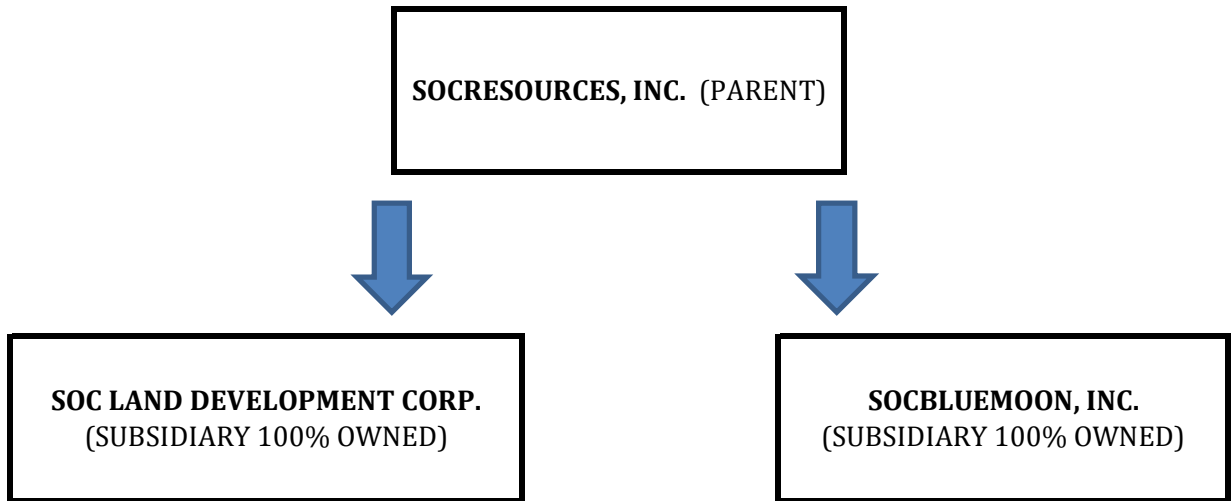 SOCRESOURCES, INC. (PARENT)
SOC LAND DEVELOPMENT CORP.
(SUBSIDIARY 100% OWNED)
SOCBLUEMOON, INC.
(SUBSIDIARY 100% OWNED)